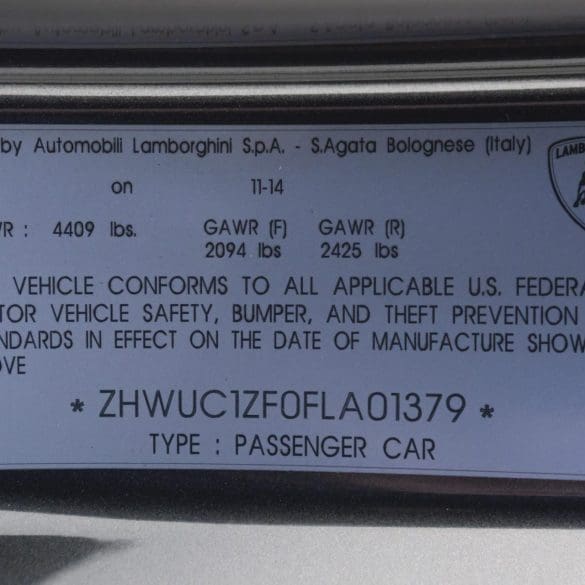 by Automobili Lamborghini S.p.A. - S.Agata Bolognese (Italy)
on 11-14
WR : 4409 lbs. GAWR (F) GAWR (R)
2094 lbs 2425 lbs
VEHICLE CONFORMS TO ALL APPLICABLE U.S. FEDERA
TOR VEHICLE SAFETY, BUMPER, AND THEFT PREVENTION
NDARDS IN EFFECT ON THE DATE OF MANUFACTURE SHOW
OVE
* ZHWUC1ZF0FLA01379 *
TYPE : PASSENGER CAR
LAMBO